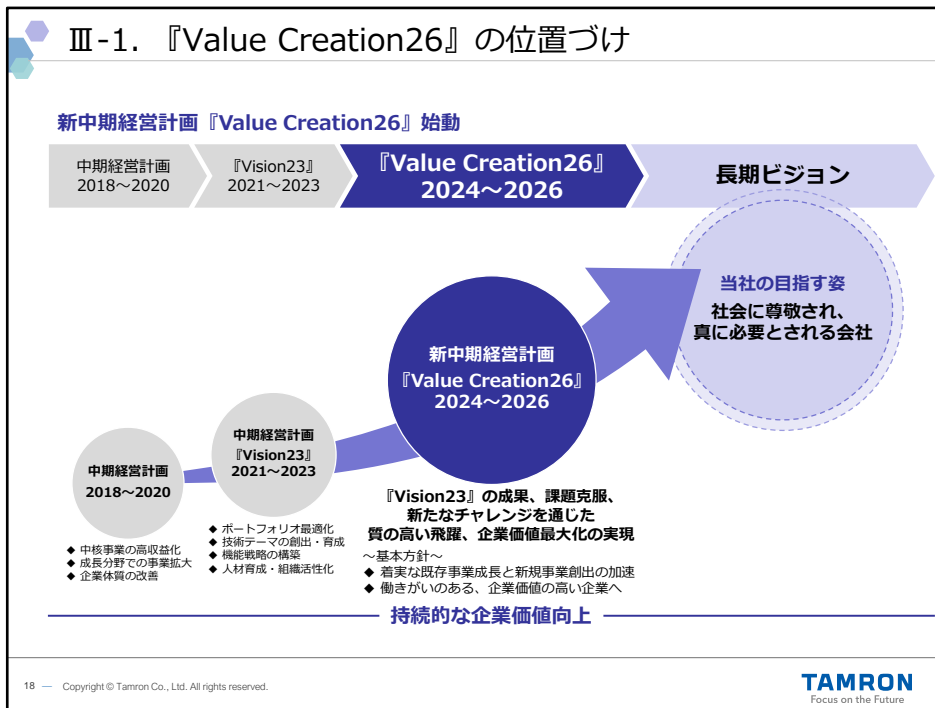 Ⅲ-1. 『Value Creation26』の位置づけ
新中期経営計画『Value Creation26』始動
中期経営計画
2018～2020
『Vision23』
2021～2023
『Value Creation26』
2024～2026
長期ビジョン
当社の目指す姿
社会に尊敬され、
真に必要とされる会社
新中期経営計画
『Value Creation26』
2024～2026
中期経営計画
『Vision23』
2021～2023
中期経営計画
2018～2020
◆ 中核事業の高収益化
◆ 成長分野での事業拡大
◆ 企業体質の改善
◆ ポートフォリオ最適化
◆ 技術テーマの創出・育成
◆ 機能戦略の構築
◆ 人材育成・組織活性化
『Vision23』の成果、課題克服、
新たなチャレンジを通じた
質の高い飛躍、企業価値最大化の実現
～基本方針～
◆ 着実な既存事業成長と新規事業創出の加速
◆ 働きがいのある、企業価値の高い企業へ
持続的な企業価値向上
18 — Copyright © Tamron Co., Ltd. All rights reserved.
TAMRON
Focus on the Future